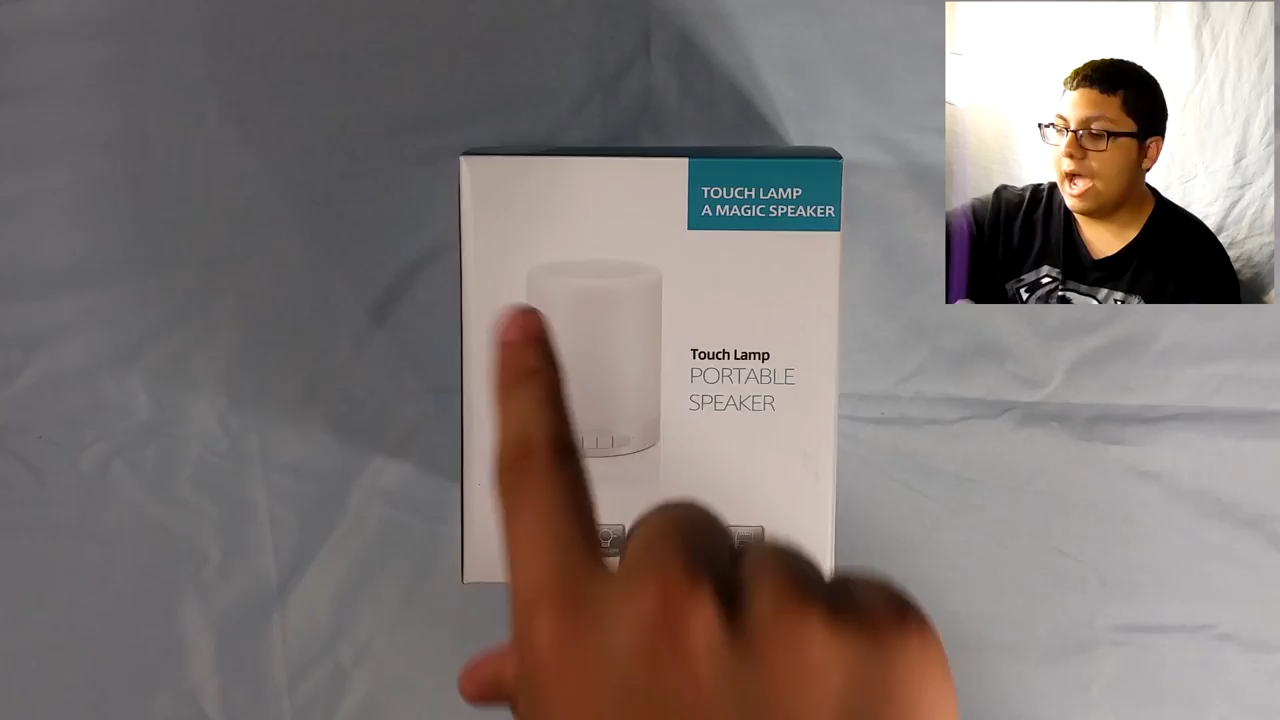 TOUCH LAMP
A MAGIC SPEAKER
Touch Lamp
PORTABLE
SPEAKER